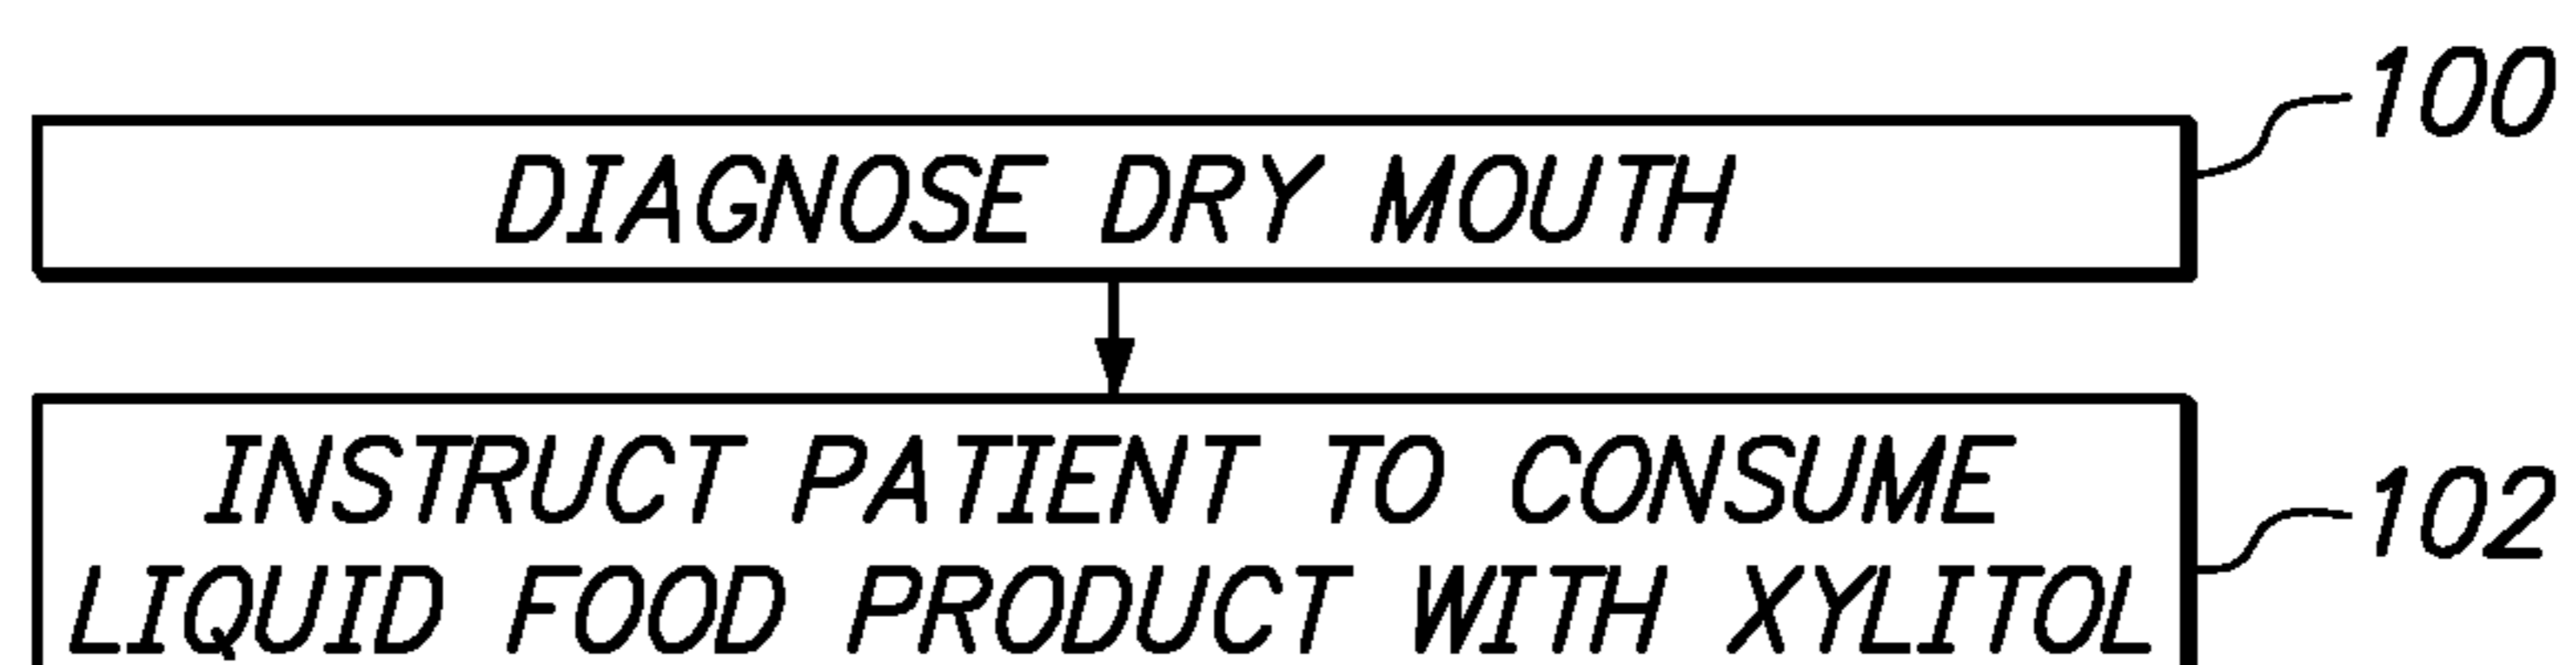 100
DIAGNOSE DRY MOUTH
INSTRUCT PATIENT TO CONSUME
102
LIQUID FOOD PRODUCT WITH XYLITOL